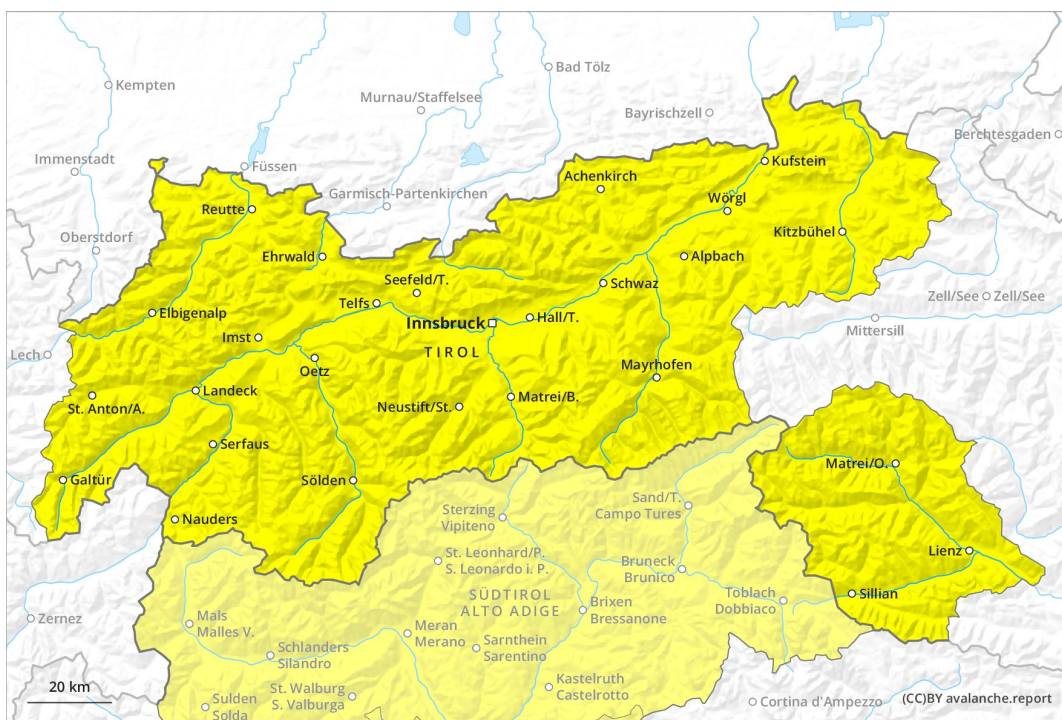 Kempten
Bad Tölz
Murnau/Staffelsee
Bayrischzell
Berchtesgaden
Immenstadt
Füssen
Kufstein
Achenkirch
Garmisch-Partenkirchen
Wörgl
Reutte
Kitzbühel
Oberstdorf
Ehrwald
Alpbach
Seefeld/T.
Schwaz
Telfs
Zell/See
Zell/See
Elbigenalp
Innsbruck
Hall/T.
Mittersill
Imst
TIROL
Lech
Oetz
Mayrhofen
Landeck
Matrei/B.
St. Anton/A.
Neustift/St.
Serfaus
Matrei/O.
Galtür
Sölden
Sand/T.
Campo Tures
Sterzing
Vipiteno
Nauders
Lienz
St. Leonhard/P.
S. Leonardo i. P.
Bruneck
Brunico
Sillian
SÜDTIROL
ALTO ADIGE
Toblach
Dobbiaco
Brixen
Bressanone
Zernez
Mals
Malles V.
Meran
Merano
Sarnthein
Sarentino
Schlanders
Silandro
Kastelruth
Castelrotto
20 km
St. Walburg
S. Valburga
Sulden
Solda
Cortina d'Ampezzo
(CC)BY avalanche.report